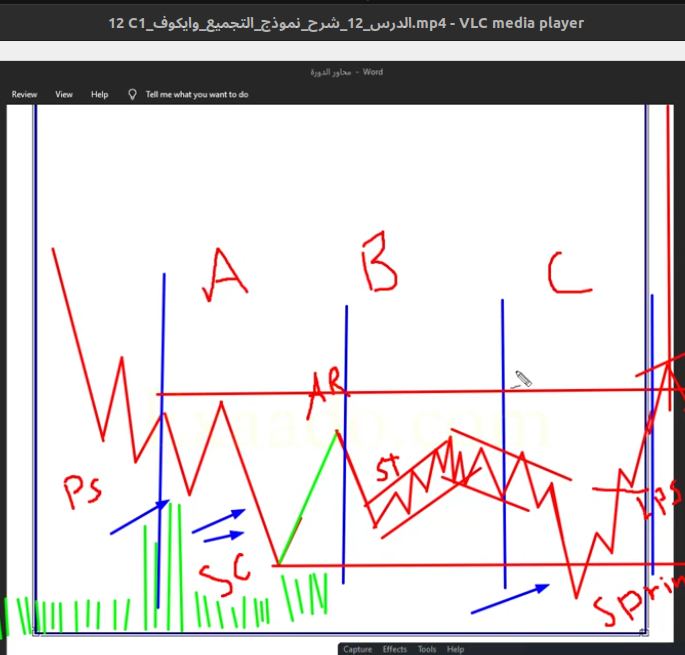 12 C1_الدرس_12_شرح_نموذج_التجميع_وايكوف.mp4 - VLC media player
محاور الدورة - Word
Review View Help Tell me what you want to do
A B C
AR
ST
PS
LPS
SC
Sprin
Capture Effects Tools Help